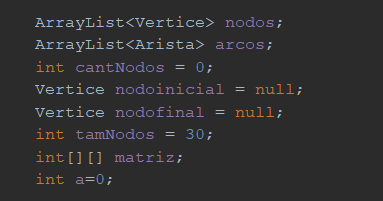 ArrayList<Vertice> nodos;
ArrayList<Arista> arcos;
int cantNodos = 0;
Vertice nodoinicial = null;
Vertice nodofinal = null;
int tamNodos = 30;
int[][] matriz;
int a=0;